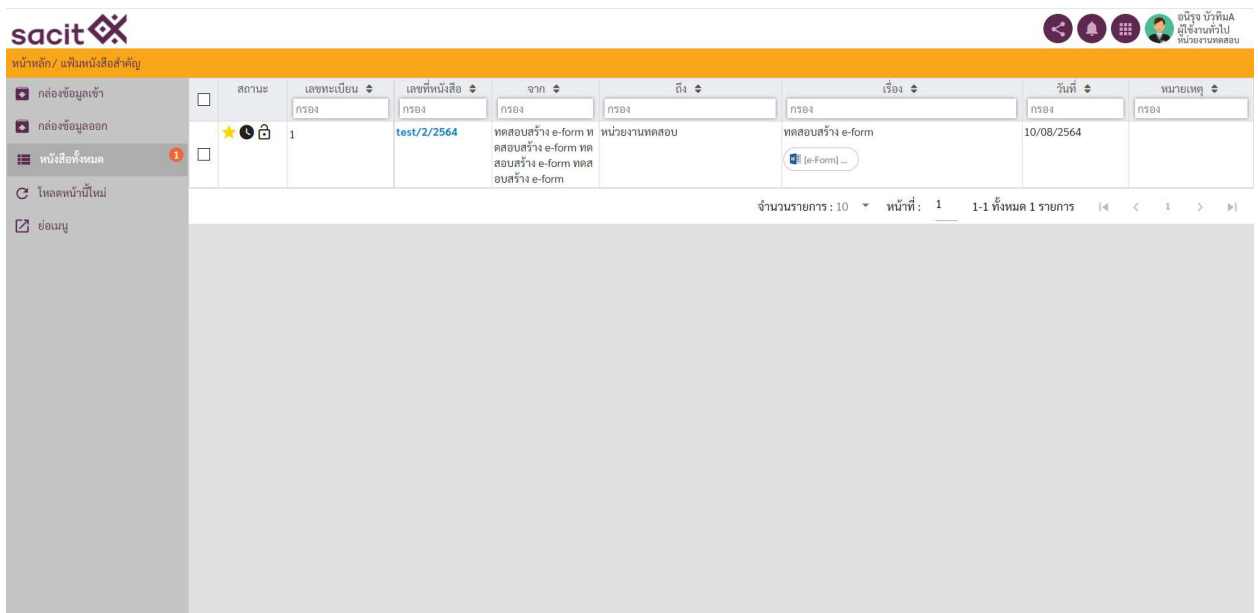 sacit
อนิรุจ บัวทิมA
ผู้ใช้งานทั่วไป
หน่วยงานทดสอบ
หน้าหลัก/ แฟ้มหนังสือสำคัญ
กล่องข้อมูลเข้า
กล่องข้อมูลออก
หนังสือทั้งหมด 1
โหลดหน้านี้ใหม่
ย่อเมนู
สถานะ เลขทะเบียน เลขที่หนังสือ จาก ถึง เรื่อง วันที่ หมายเหตุ
กรอง กรอง กรอง กรอง กรอง กรอง กรอง
1 test/2/2564 ทดสอบสร้าง e-form ท หน่วยงานทดสอบ ทดสอบสร้าง e-form 10/08/2564
ดสอบสร้าง e-form ทด
สอบสร้าง e-form ทดส [e-Form] ...
อบสร้าง e-form
จำนวนรายการ : 10 หน้าที่ : 1 1-1 ทั้งหมด 1 รายการ |< < 1 > >|